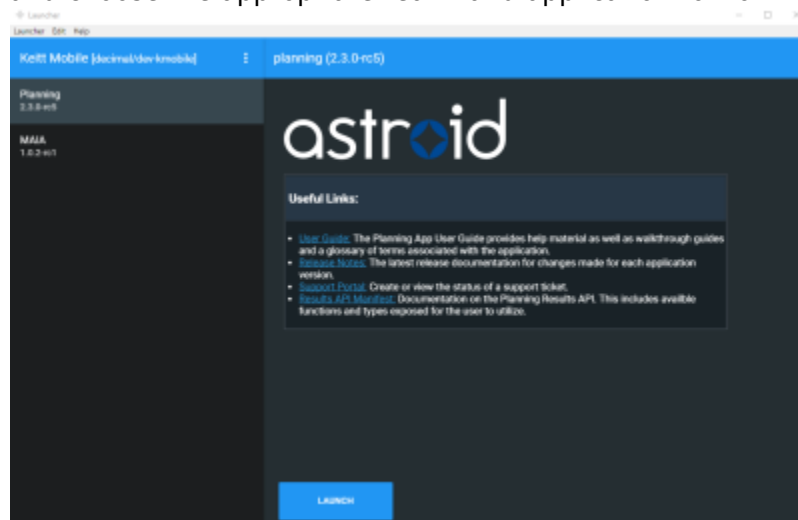 Launcher
Launcher Edit Help
Keitt Mobile [decimal/dev-kmobile]
planning (2.3.0-rc5)
Planning
2.3.0-rc5
MAIA
1.0.2-rc1
astroid
Useful Links:
• User Guide: The Planning App User Guide provides help material as well as walkthrough guides
and a glossary of terms associated with the application.
• Release Notes: The latest release documentation for changes made for each application
version.
• Support Portal: Create or view the status of a support ticket.
• Results API Manifest: Documentation on the Planning Results API. This includes availble
functions and types exposed for the user to utilize.
LAUNCH